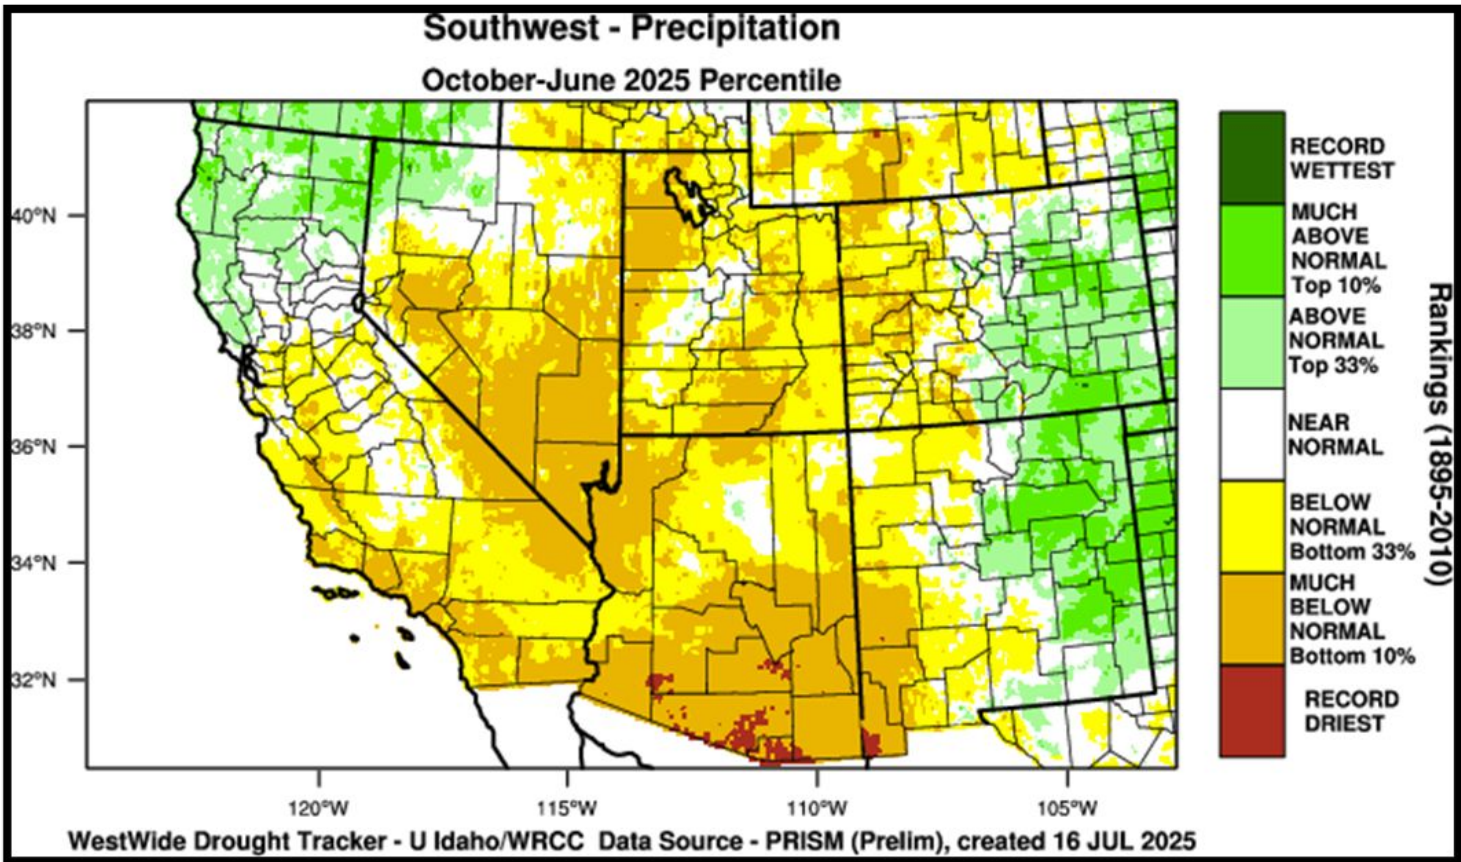 Southwest - Precipitation
October-June 2025 Percentile
40°N
38°N
36°N
34°N
32°N
120°W
115°W
110°W
105°W
RECORD
WETTEST
MUCH
ABOVE
NORMAL
Top 10%
ABOVE
NORMAL
Top 33%
NEAR
NORMAL
BELOW
NORMAL
Bottom 33%
MUCH
BELOW
NORMAL
Bottom 10%
RECORD
DRIEST
Rankings (1895-2010)
WestWide Drought Tracker - U Idaho/WRCC Data Source - PRISM (Prelim), created 16 JUL 2025